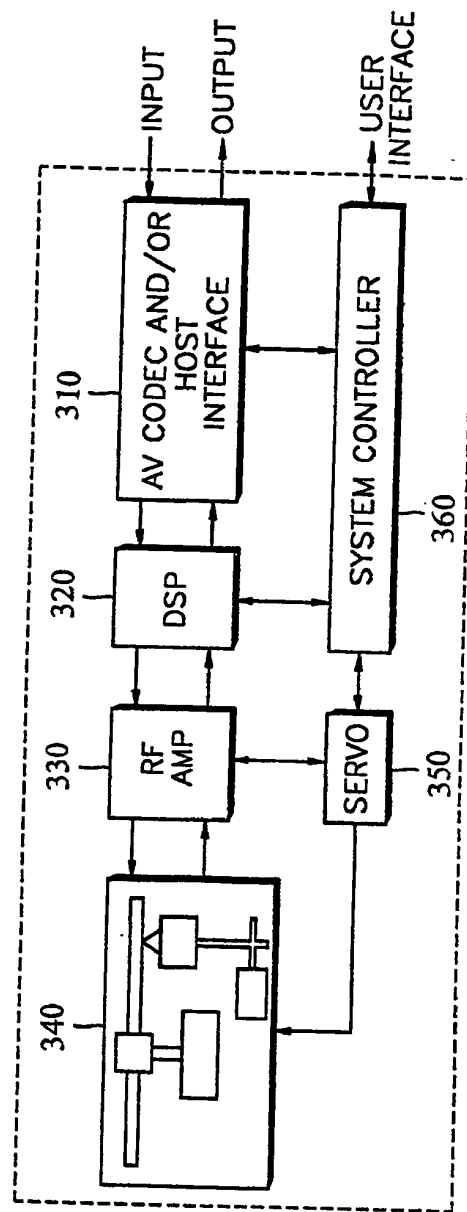 340
330
RF
AMP
320
DSP
310
AV CODEC AND/OR
HOST
INTERFACE
INPUT
OUTPUT
SERVO
350
SYSTEM CONTROLLER
360
USER
INTERFACE